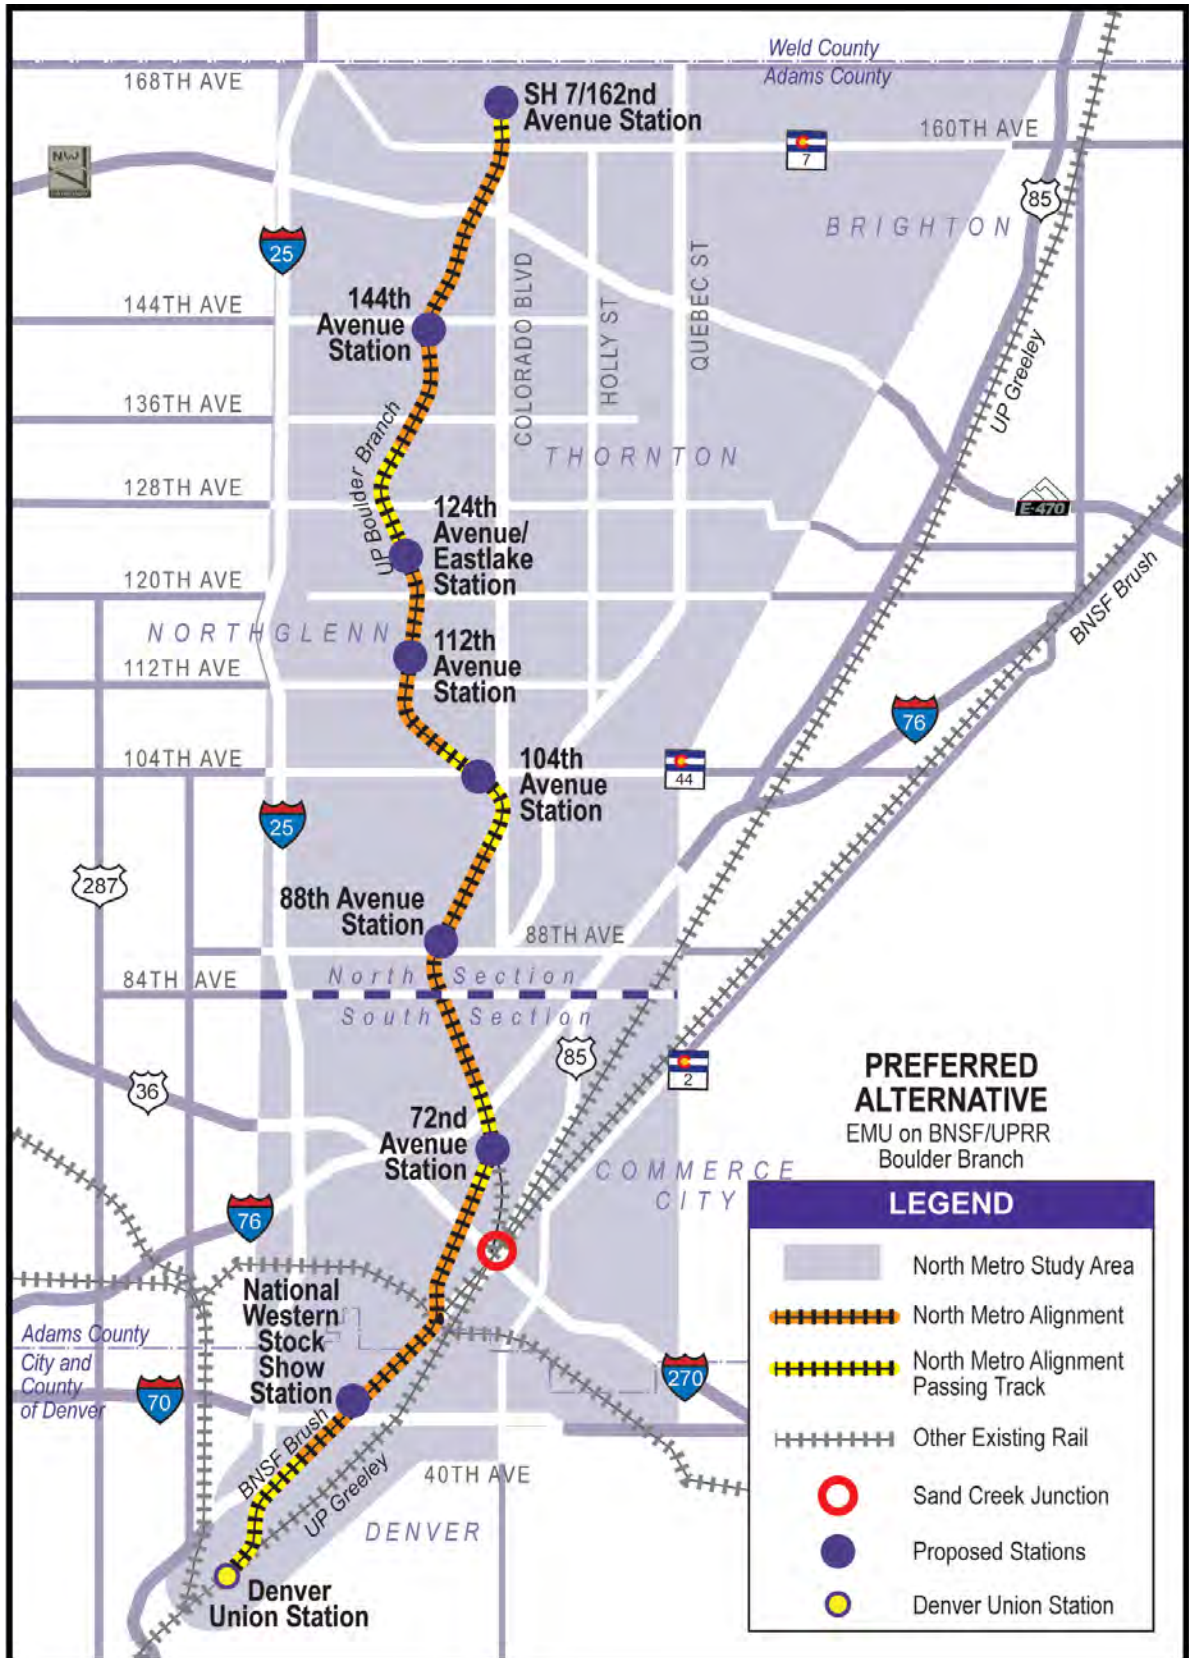 Weld County
Adams County
168TH AVE
SH 7/162nd
Avenue Station
160TH AVE
7
NW
85
BRIGHTON
25
144TH AVE
144th
Avenue
Station
COLORADO BLVD
HOLLY ST
QUEBEC ST
UP Greeley
136TH AVE
UP Boulder Branch
THORNTON
128TH AVE
124th
Avenue/
Eastlake
Station
E-470
120TH AVE
BNSF Brush
NORTHGLENN
112th
Avenue
Station
112TH AVE
76
104TH AVE
104th
Avenue
Station
44
25
287
88th Avenue
Station
88TH AVE
84TH AVE
North Section
South Section
85
2
36
72nd
Avenue
Station
COMMERCE
CITY
PREFERRED
ALTERNATIVE
EMU on BNSF/UPRR
Boulder Branch
LEGEND
North Metro Study Area
North Metro Alignment
North Metro Alignment
Passing Track
Other Existing Rail
Sand Creek Junction
Proposed Stations
Denver Union Station
76
National
Western
Stock
Show
Station
Adams County
City and
County
of Denver
70
270
BNSF Brush
UP Greeley
40TH AVE
DENVER
Denver
Union Station